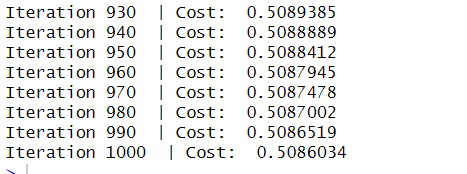 Iteration 930  | Cost:  0.5089385
Iteration 940  | Cost:  0.5088889
Iteration 950  | Cost:  0.5088412
Iteration 960  | Cost:  0.5087945
Iteration 970  | Cost:  0.5087478
Iteration 980  | Cost:  0.5087002
Iteration 990  | Cost:  0.5086519
Iteration 1000  | Cost:  0.5086034
>